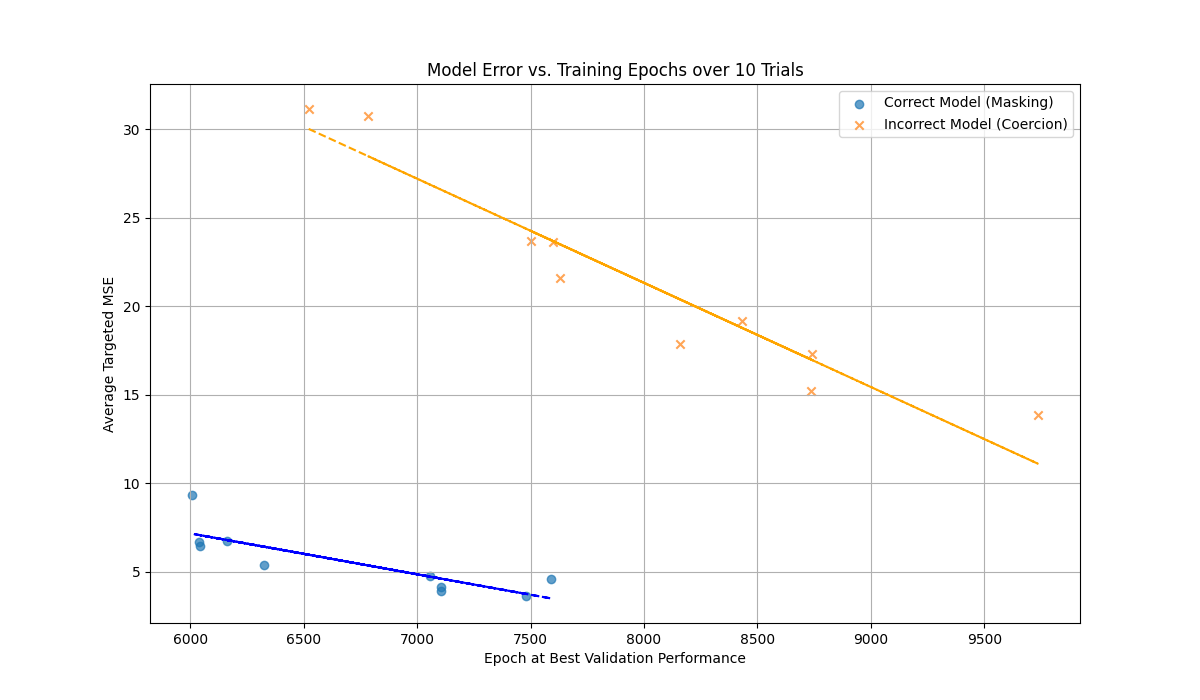 Model Error vs. Training Epochs over 10 Trials
Correct Model (Masking)
Incorrect Model (Coercion)
Average Targeted MSE
30
25
20
15
10
5
6000 6500 7000 7500 8000 8500 9000 9500
Epoch at Best Validation Performance